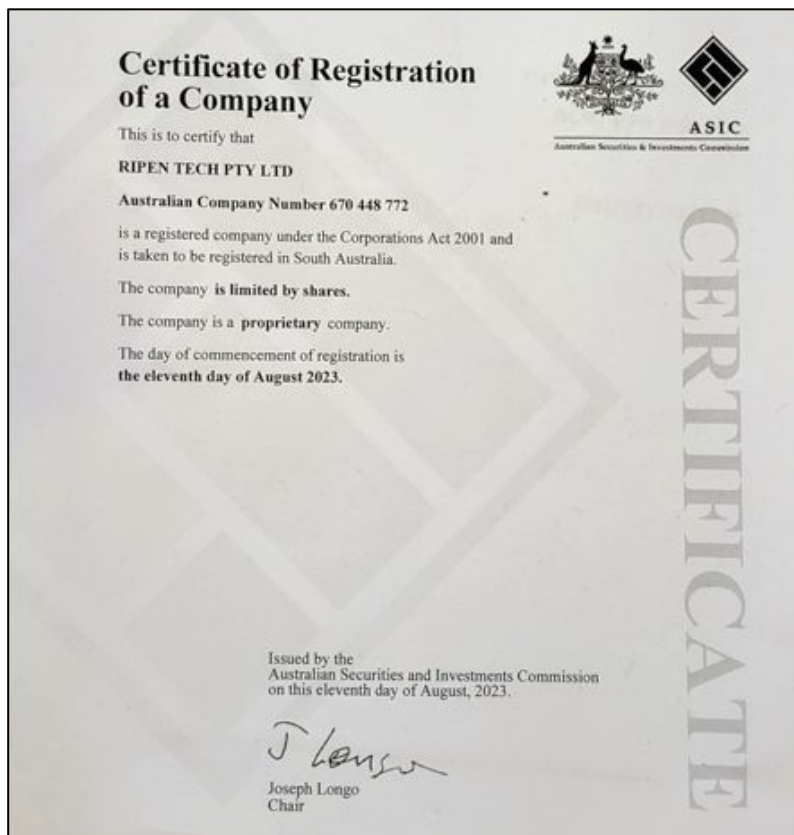 Certificate of Registration
of a Company
This is to certify that
RIPEN TECH PTY LTD
Australian Company Number 670 448 772
is a registered company under the Corporations Act 2001 and
is taken to be registered in South Australia.
The company is limited by shares.
The company is a proprietary company.
The day of commencement of registration is
the eleventh day of August 2023.
ASIC
Australian Securities & Investments Commission
CERTIFICATE
Issued by the
Australian Securities and Investments Commission
on this eleventh day of August, 2023.
J Longo
Joseph Longo
Chair